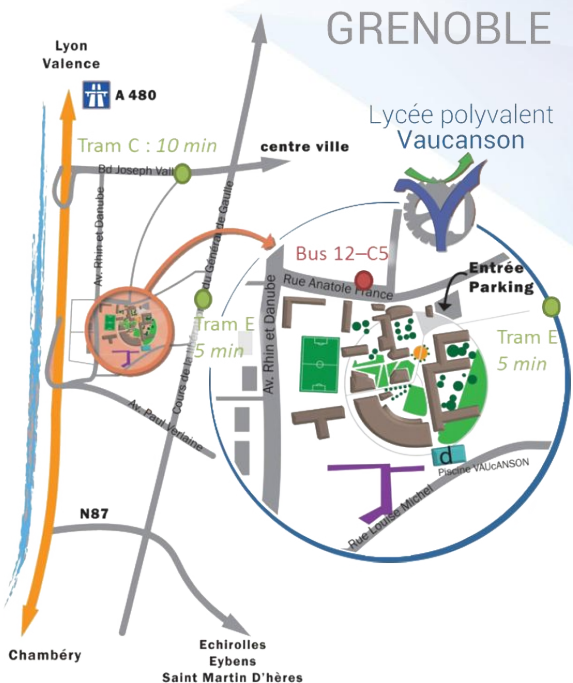 GRENOBLE
Lyon
Valence
A 480
Lycée polyvalent
Vaucanson
Tram C : 10 min
centre ville
Bd Joseph Vall
Av. Rhin et Danube
du Général de Gaulle
Bus 12–C5
Entrée
Parking
Rue Anatole France
Av. Rhin et Danube
Tram E
5 min
Tram E
5 min
Cours de la
Av. Paul Verlaine
d
Piscine VAUcANSON
Rue Louise Michel
N87
Chambéry
Echirolles
Eybens
Saint Martin D'hères